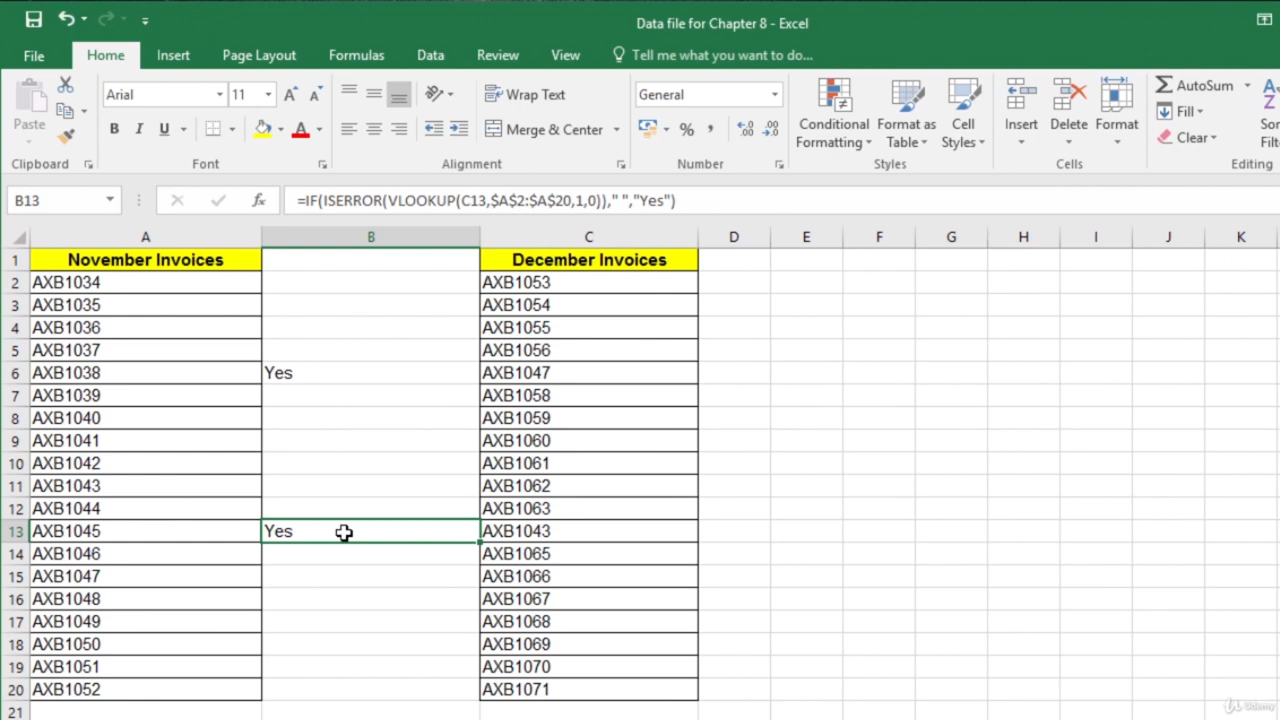 Data file for Chapter 8 - Excel
File Home Insert Page Layout Formulas Data Review View Tell me what you want to do...
Paste
Arial 11
B I U A
Wrap Text
Merge & Center
General
%
Conditional Formatting
Format as Table
Cell Styles
Insert Delete Format
AutoSum
Fill
Clear
Clipboard Font Alignment Number Styles Cells Editing
B13 fx =IF(ISERROR(VLOOKUP(C13,$A$2:$A$20,1,0))," ","Yes")
A B C D E F G H I J K
1 November Invoices December Invoices
2 AXB1034 AXB1053
3 AXB1035 AXB1054
4 AXB1036 AXB1055
5 AXB1037 AXB1056
6 AXB1038 Yes AXB1047
7 AXB1039 AXB1058
8 AXB1040 AXB1059
9 AXB1041 AXB1060
10 AXB1042 AXB1061
11 AXB1043 AXB1062
12 AXB1044 AXB1063
13 AXB1045 Yes AXB1043
14 AXB1046 AXB1065
15 AXB1047 AXB1066
16 AXB1048 AXB1067
17 AXB1049 AXB1068
18 AXB1050 AXB1069
19 AXB1051 AXB1070
20 AXB1052 AXB1071
21
Udemy